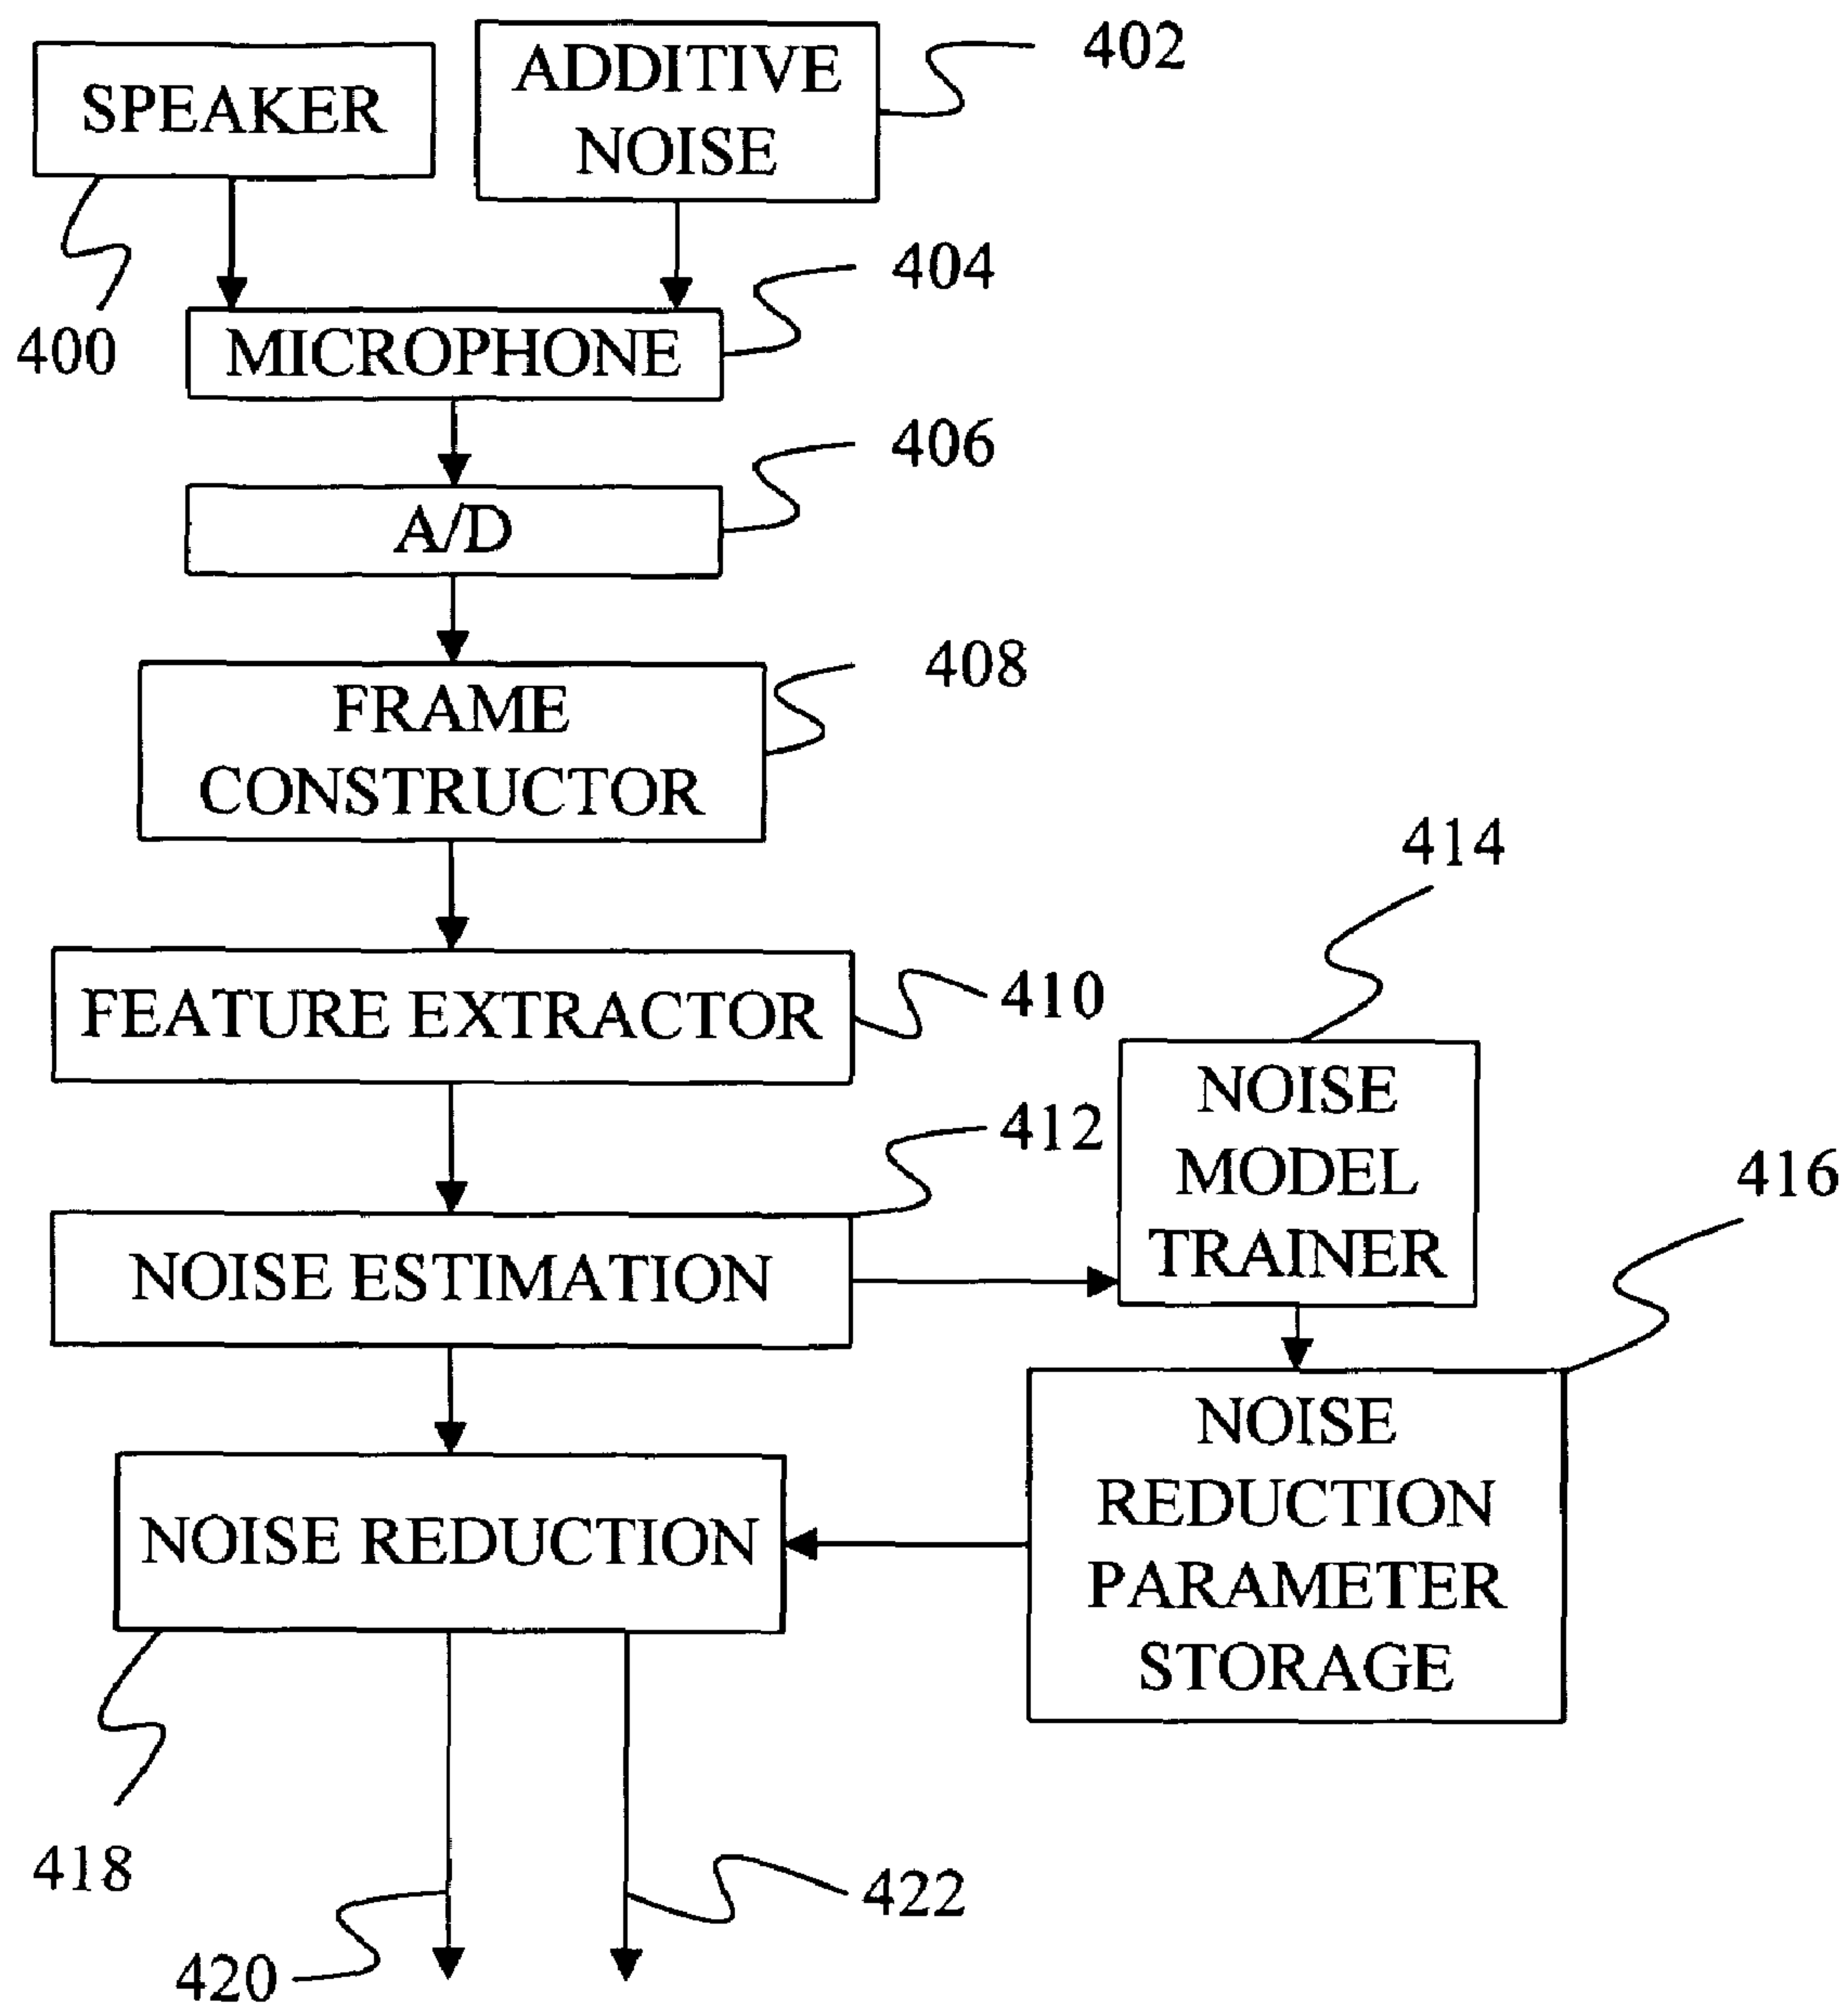 402
SPEAKER
ADDITIVE
NOISE
404
400
MICROPHONE
406
A/D
408
FRAME
CONSTRUCTOR
414
410
FEATURE EXTRACTOR
NOISE
MODEL
TRAINER
412
416
NOISE ESTIMATION
NOISE
REDUCTION
PARAMETER
STORAGE
NOISE REDUCTION
418
422
420